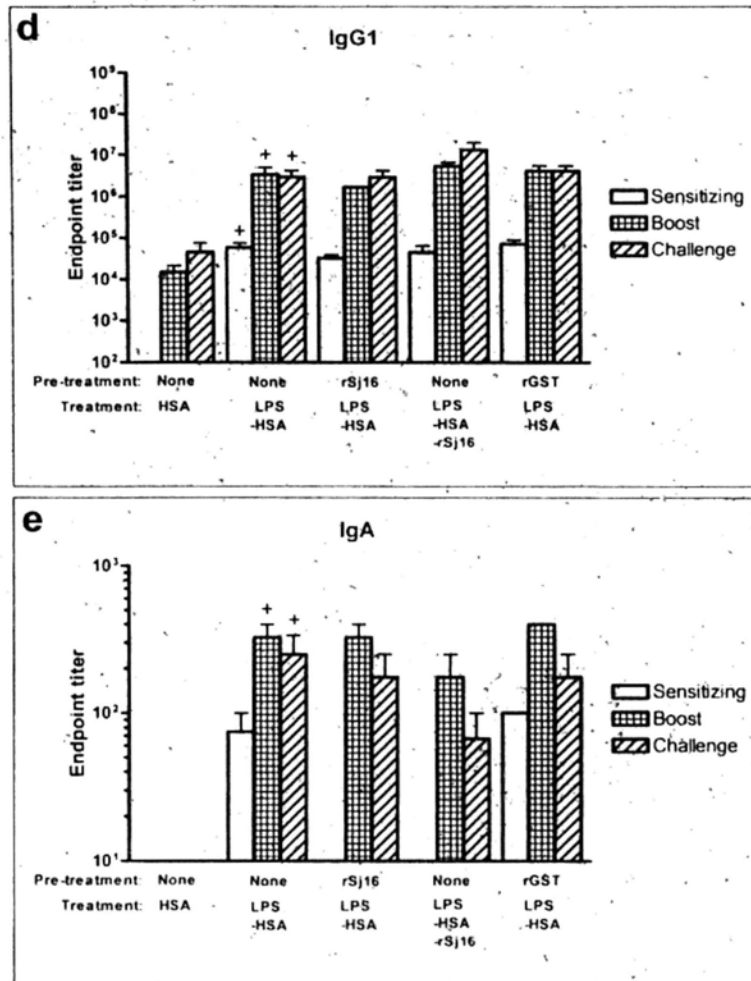 d
IgG1
Endpoint titer
10⁹
10⁸
10⁷
10⁶
10⁵
10⁴
10³
10²
+ + +
Sensitizing
Boost
Challenge
Pre-treatment: None None rSj16 None rGST
Treatment: HSA LPS LPS LPS LPS
-HSA -HSA -HSA -HSA
-rSj16
e
IgA
Endpoint titer
10³
10²
10¹
+ +
Sensitizing
Boost
Challenge
Pre-treatment: None None rSj16 None rGST
Treatment: HSA LPS LPS LPS LPS
-HSA -HSA -HSA -HSA
-rSj16